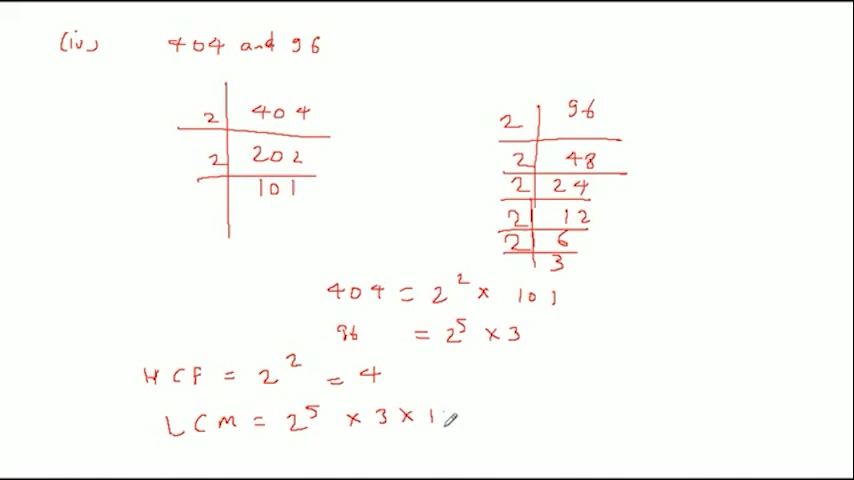 (iv) 404 and 96
2 404
2 202
101
2 96
2 48
2 24
2 12
2 6
3
404 = 2² × 101
96 = 2⁵ × 3
HCF = 2² = 4
LCM = 2⁵ × 3 × 1